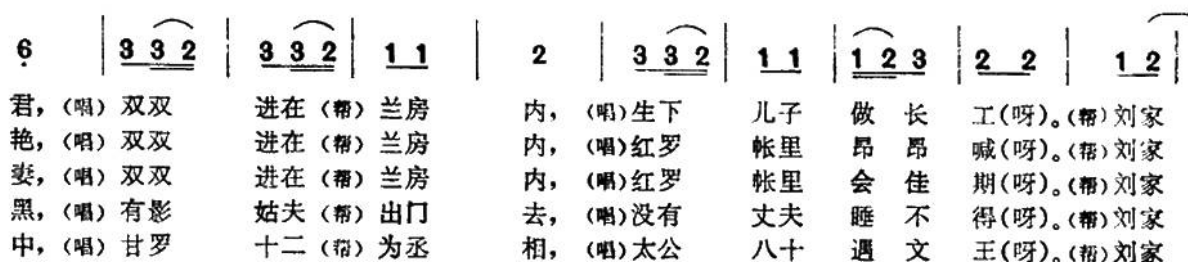 6̣ | 3 3 2 | 3 3 2 | 1 1 | 2 | 3 3 2 | 1 1 | 1 2 3 | 2 2 | 1 2 |
君，（唱）双双 进在（帮）兰房 内，（唱）生下 儿子 做 长 工（呀）。（帮）刘家
艳，（唱）双双 进在（帮）兰房 内，（唱）红罗 帐里 昂 昂 喊（呀）。（帮）刘家
妻，（唱）双双 进在（帮）兰房 内，（唱）红罗 帐里 会 佳 期（呀）。（帮）刘家
黑，（唱）有影 姑夫（帮）出门 去，（唱）没有 丈夫 睡 不 得（呀）。（帮）刘家
中，（唱）甘罗 十二（帮）为丞 相，（唱）太公 八十 遇 文 王（呀）。（帮）刘家